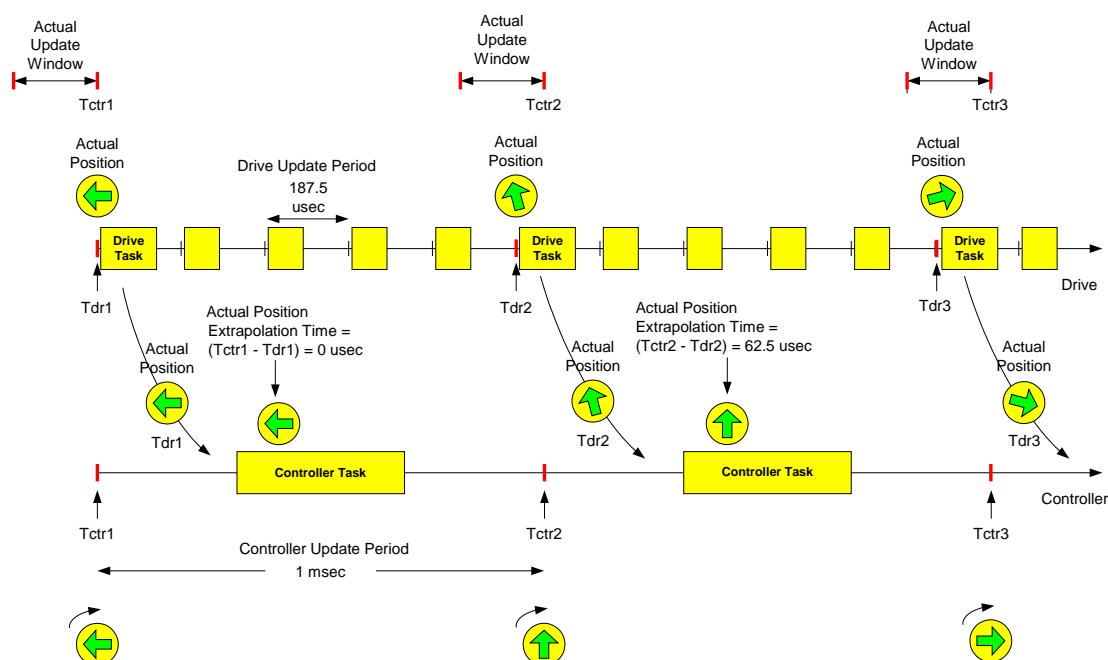 Actual
Update
Window
Tctr1
Actual
Update
Window
Tctr2
Actual
Update
Window
Tctr3
Actual
Position
Drive Update Period
187.5
usec
Actual
Position
Actual
Position
Drive
Task
Drive
Task
Drive
Task
Drive
Tdr1
Tdr2
Tdr3
Actual Position
Extrapolation Time =
(Tctr1 - Tdr1) = 0 usec
Actual Position
Extrapolation Time =
(Tctr2 - Tdr2) = 62.5 usec
Actual
Position
Tdr1
Actual
Position
Tdr2
Actual
Position
Tdr3
Controller Task
Controller Task
Controller
Tctr1
Tctr2
Tctr3
Controller Update Period
1 msec